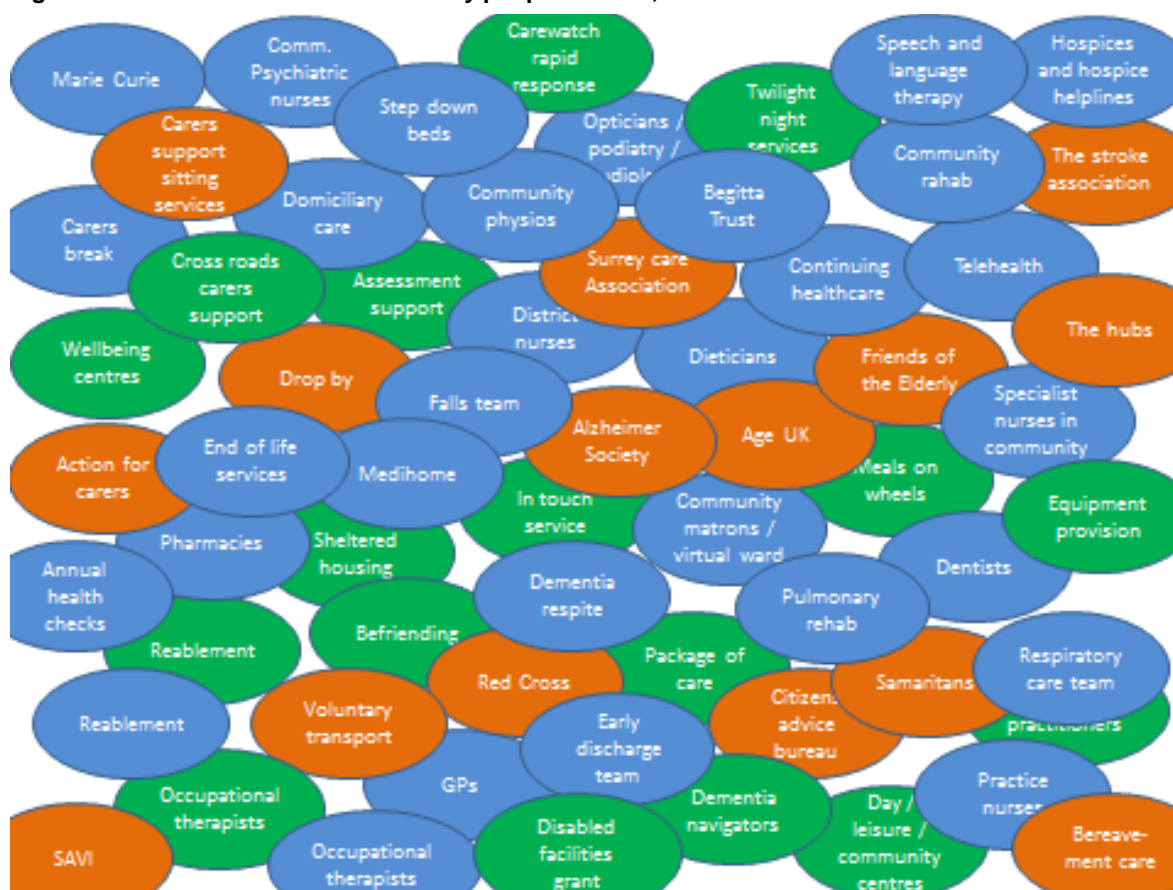 Marie Curie
Comm.
Psychiatric
nurses
Carewatch
rapid
response
Speech and
language
therapy
Hospices
and hospice
helplines
Step down
beds
Twilight
night
services
Opticians /
podiatry /
Carers
support
sitting
services
Community
rahab
The stroke
association
Domiciliary
care
Community
physios
Begitta
Trust
Carers
break
Cross roads
carers
support
Assessment
support
Surrey care
Association
Continuing
healthcare
Telehealth
District
nurses
The hubs
Wellbeing
centres
Dieticians
Friends of
the Elderly
Drop by
Falls team
Specialist
nurses in
community
Alzheimer
Society
Age UK
End of life
services
Action for
carers
Medihome
Meals on
wheels
In touch
service
Community
matrons /
virtual ward
Equipment
provision
Pharmacies
Sheltered
housing
Dentists
Annual
health
checks
Dementia
respite
Pulmonary
rehab
Befriending
Reablement
Package of
care
Red Cross
Samaritans
Respiratory
care team
practitioners
Reablement
Voluntary
transport
Citizens
advice
bureau
Early
discharge
team
GPs
Practice
nurses
Occupational
therapists
Dementia
navigators
Day /
leisure /
community
centres
Disabled
facilities
grant
Bereave-
ment care
SAVI
Occupational
therapists